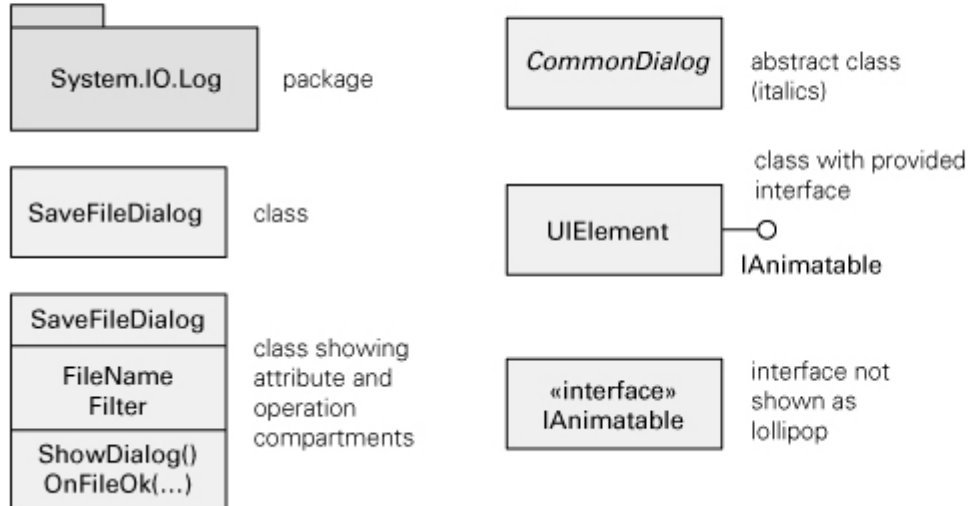 System.IO.Log
package
SaveFileDialog
class
SaveFileDialog
FileName
Filter
ShowDialog()
OnFileOk(...)
class showing
attribute and
operation
compartments
CommonDialog
abstract class
(italics)
class with provided
interface
UIElement
IAnimatable
«interface»
IAnimatable
interface not
shown as
lollipop